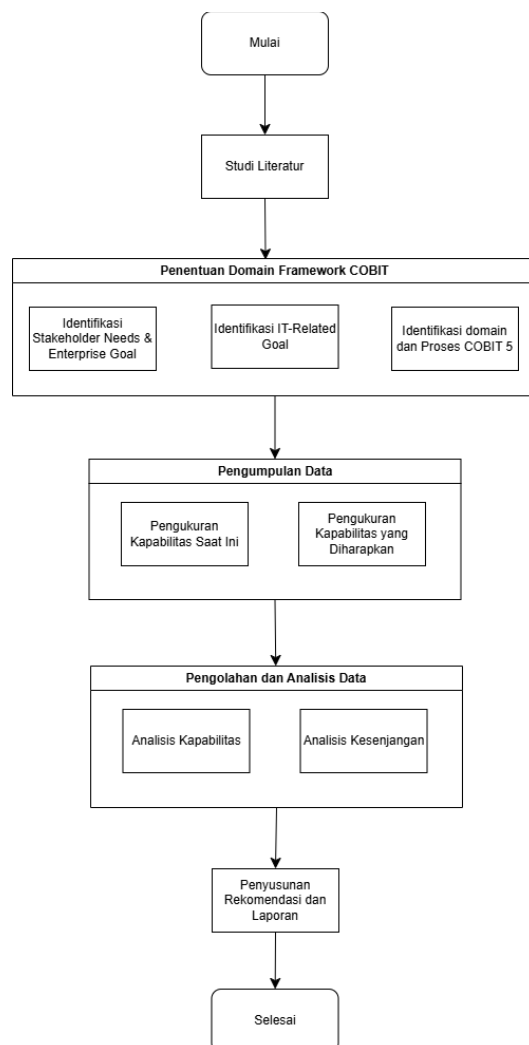 Mulai
Studi Literatur
Penentuan Domain Framework COBIT
Identifikasi
Stakeholder Needs &
Enterprise Goal
Identifikasi IT-Related
Goal
Identifikasi domain
dan Proses COBIT 5
Pengumpulan Data
Pengukuran
Kapabilitas Saat Ini
Pengukuran
Kapabilitas yang
Diharapkan
Pengolahan dan Analisis Data
Analisis Kapabilitas
Analisis Kesenjangan
Penyusunan
Rekomendasi dan
Laporan
Selesai